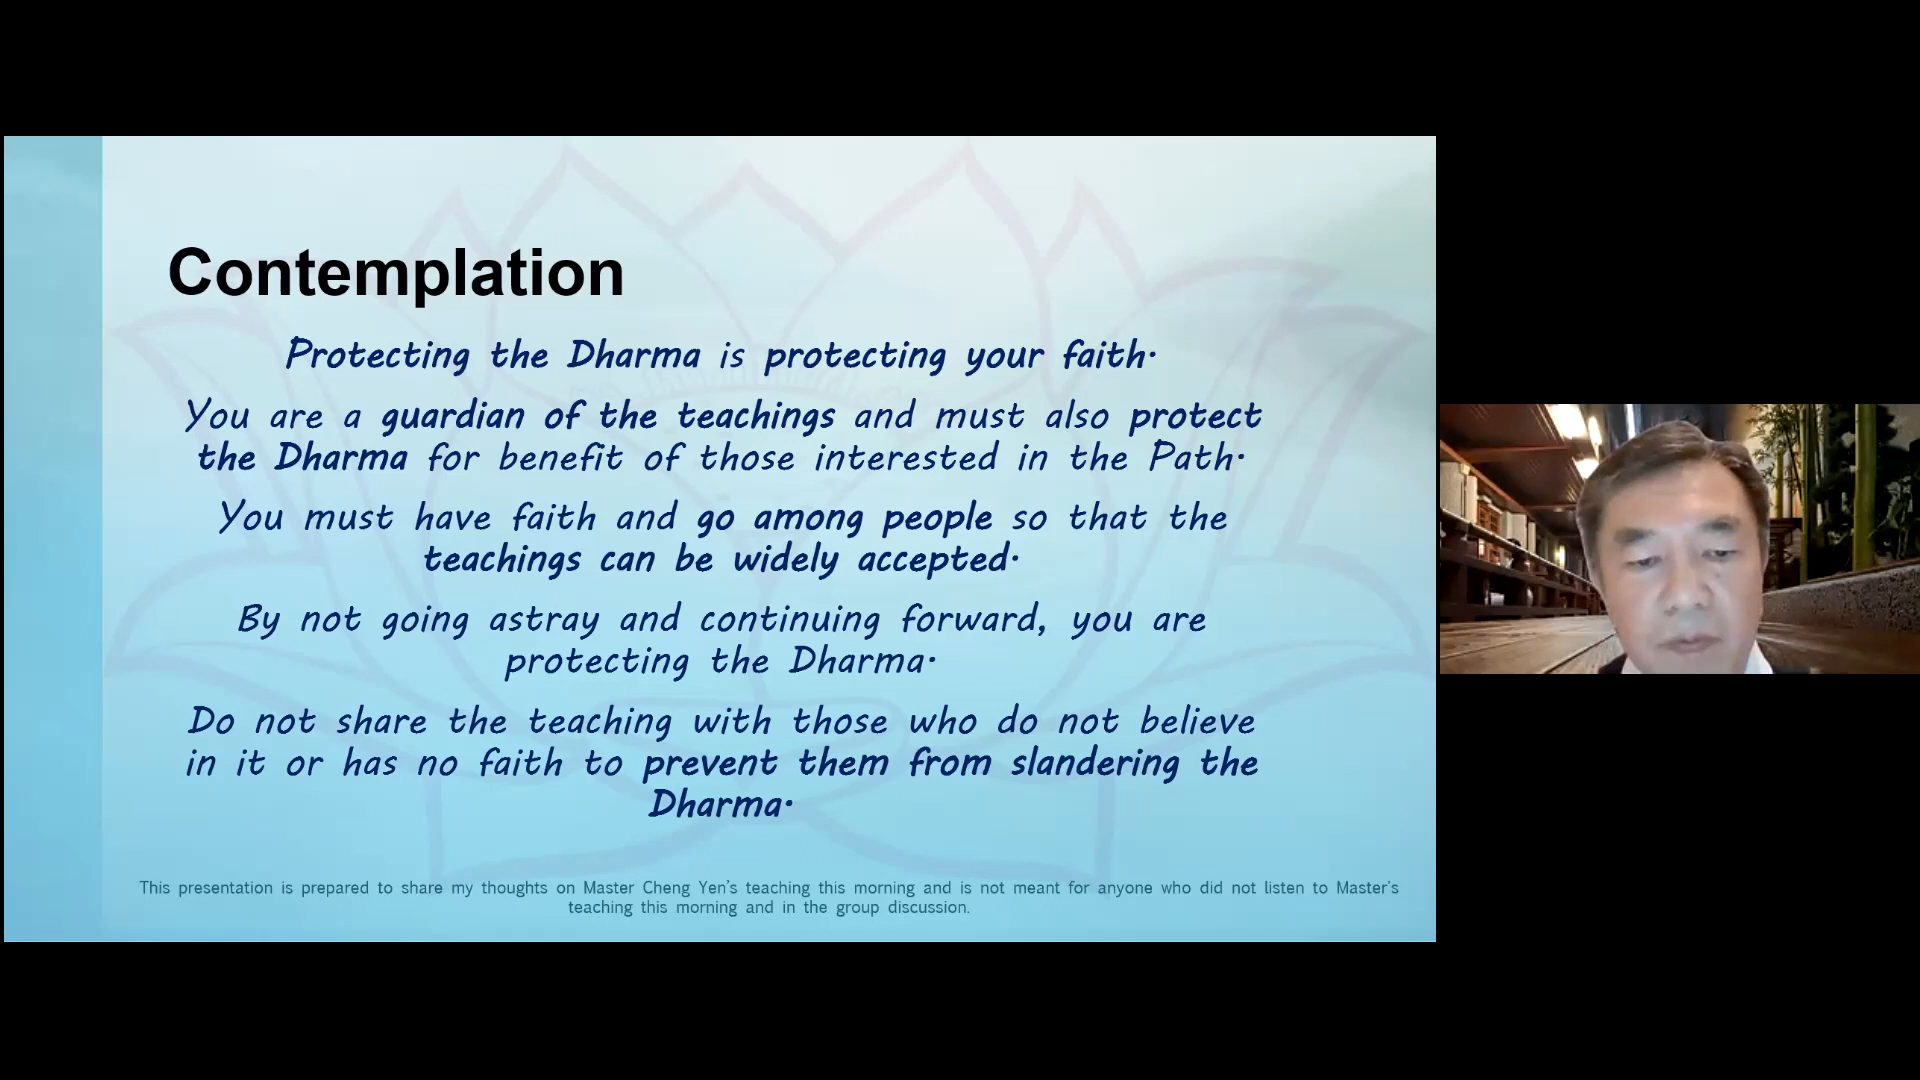 Contemplation
Protecting the Dharma is protecting your faith.
You are a guardian of the teachings and must also protect
the Dharma for benefit of those interested in the Path.
You must have faith and go among people so that the
teachings can be widely accepted.
By not going astray and continuing forward, you are
protecting the Dharma.
Do not share the teaching with those who do not believe
in it or has no faith to prevent them from slandering the
Dharma.
This presentation is prepared to share my thoughts on Master Cheng Yen's teaching this morning and is not meant for anyone who did not listen to Master's
teaching this morning and in the group discussion.